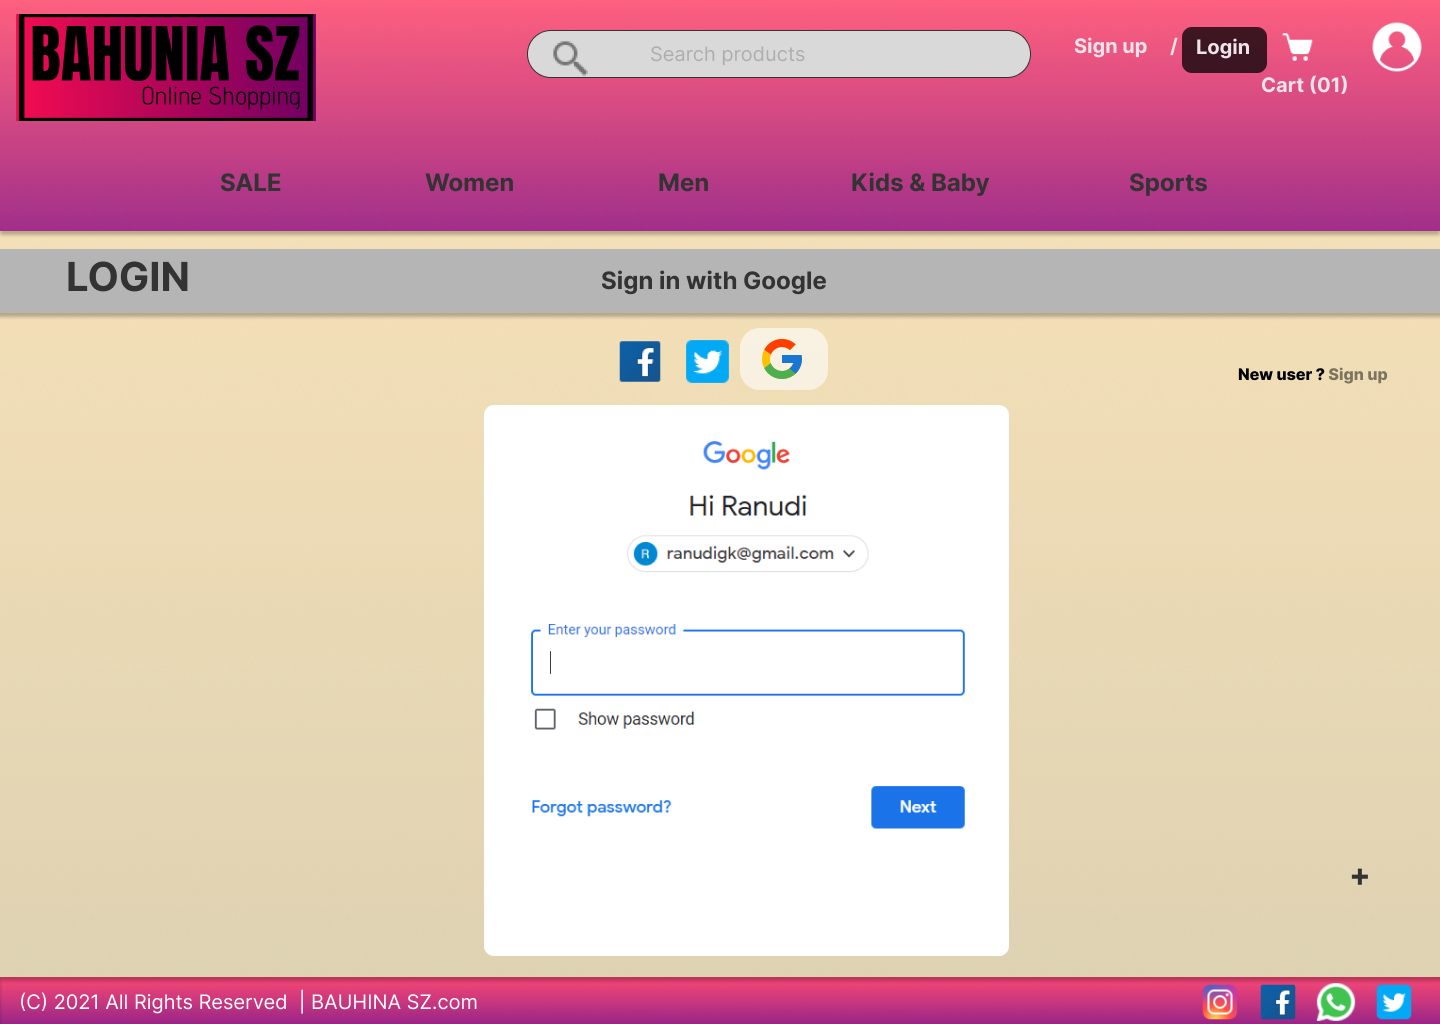 BAHUNIA SZ
Online Shopping
Search products
Sign up / Login
Cart (01)
SALE Women Men Kids & Baby Sports
LOGIN
Sign in with Google
f G
New user ? Sign up
Google
Hi Ranudi
R ranudigk@gmail.com
Enter your password
Show password
Forgot password? Next
+
(C) 2021 All Rights Reserved | BAUHINA SZ.com
f